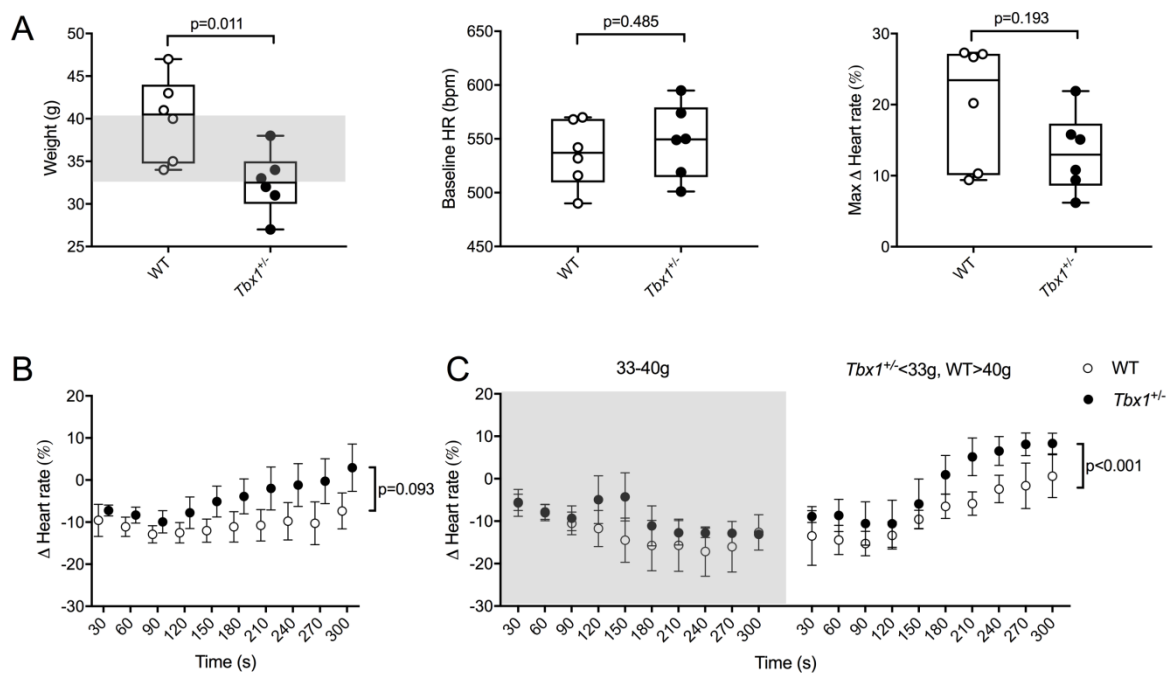 A
p=0.011
Weight (g)
50
45
40
35
30
25
WT
Tbx1+/-
p=0.485
Baseline HR (bpm)
650
600
550
500
450
WT
Tbx1+/-
p=0.193
Max Δ Heart rate (%)
30
20
10
0
WT
Tbx1+/-
B
Δ Heart rate (%)
20
10
0
-10
-20
-30
30
60
90
120
150
180
210
240
270
300
Time (s)
p=0.093
C
33-40g
Tbx1+/-<33g, WT>40g
WT
Tbx1+/-
Δ Heart rate (%)
20
10
0
-10
-20
-30
30
60
90
120
150
180
210
240
270
300
30
60
90
120
150
180
210
240
270
300
Time (s)
p<0.001